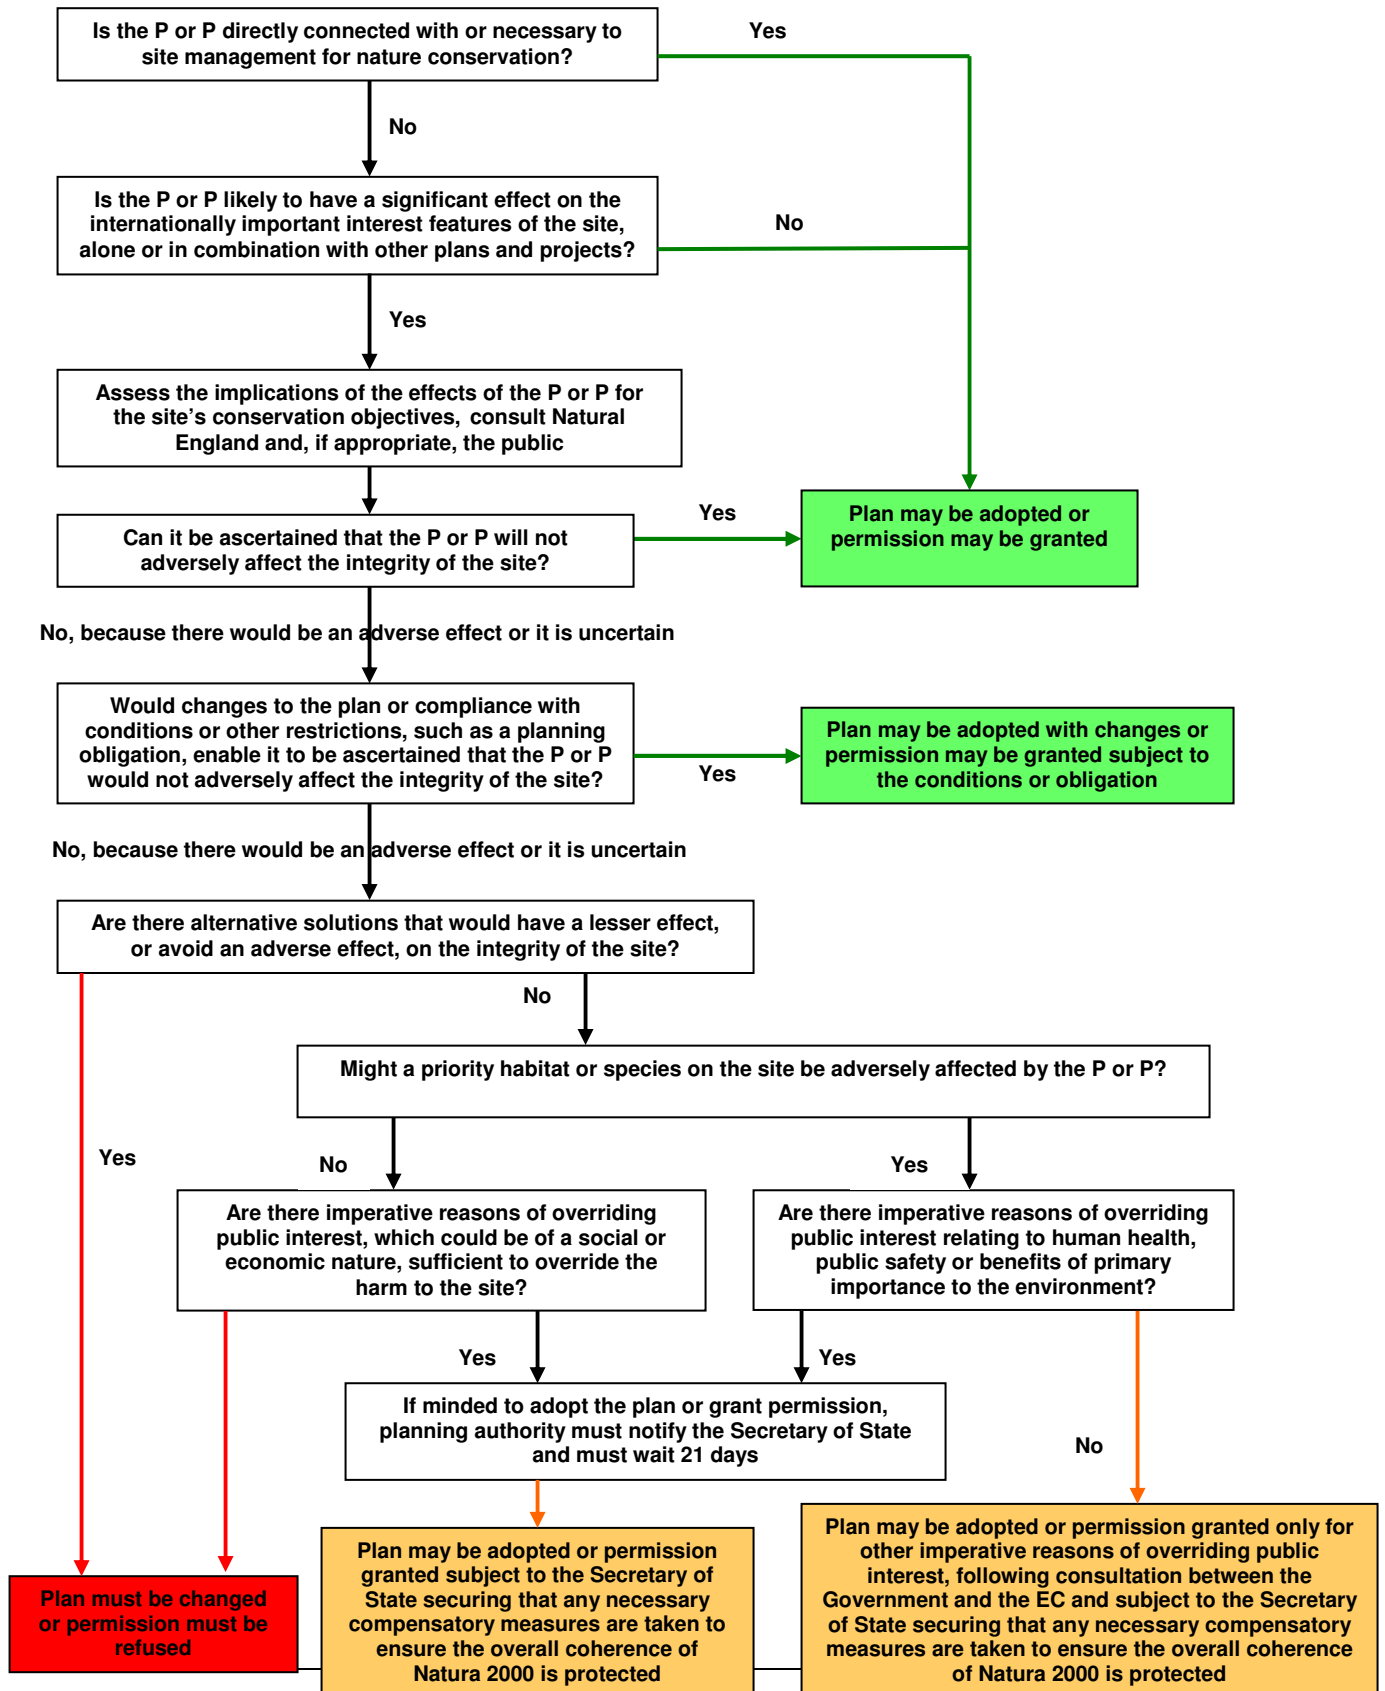 Is the P or P directly connected with or necessary to
site management for nature conservation?
Yes
No
Is the P or P likely to have a significant effect on the
internationally important interest features of the site,
alone or in combination with other plans and projects?
No
Yes
Assess the implications of the effects of the P or P for
the site’s conservation objectives, consult Natural
England and, if appropriate, the public
Can it be ascertained that the P or P will not
adversely affect the integrity of the site?
Yes
Plan may be adopted or
permission may be granted
No, because there would be an adverse effect or it is uncertain
Would changes to the plan or compliance with
conditions or other restrictions, such as a planning
obligation, enable it to be ascertained that the P or P
would not adversely affect the integrity of the site?
Yes
Plan may be adopted with changes or
permission may be granted subject to
the conditions or obligation
No, because there would be an adverse effect or it is uncertain
Are there alternative solutions that would have a lesser effect,
or avoid an adverse effect, on the integrity of the site?
No
Might a priority habitat or species on the site be adversely affected by the P or P?
Yes
No
Yes
Are there imperative reasons of overriding
public interest, which could be of a social or
economic nature, sufficient to override the
harm to the site?
Are there imperative reasons of overriding
public interest relating to human health,
public safety or benefits of primary
importance to the environment?
Yes
Yes
If minded to adopt the plan or grant permission,
planning authority must notify the Secretary of State
and must wait 21 days
No
Plan must be changed
or permission must be
refused
Plan may be adopted or permission
granted subject to the Secretary of
State securing that any necessary
compensatory measures are taken to
ensure the overall coherence of
Natura 2000 is protected
Plan may be adopted or permission granted only for
other imperative reasons of overriding public
interest, following consultation between the
Government and the EC and subject to the Secretary
of State securing that any necessary compensatory
measures are taken to ensure the overall coherence
of Natura 2000 is protected